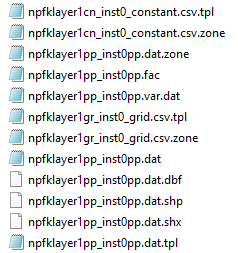 npfklayer1cn_inst0_constant.csv.tpl
npfklayer1cn_inst0_constant.csv.zone
npfklayer1pp_inst0pp.dat.zone
npfklayer1pp_inst0pp.fac
npfklayer1pp_inst0pp.var.dat
npfklayer1gr_inst0_grid.csv.tpl
npfklayer1gr_inst0_grid.csv.zone
npfklayer1pp_inst0pp.dat
npfklayer1pp_inst0pp.dat.dbf
npfklayer1pp_inst0pp.dat.shp
npfklayer1pp_inst0pp.dat.shx
npfklayer1pp_inst0pp.dat.tpl